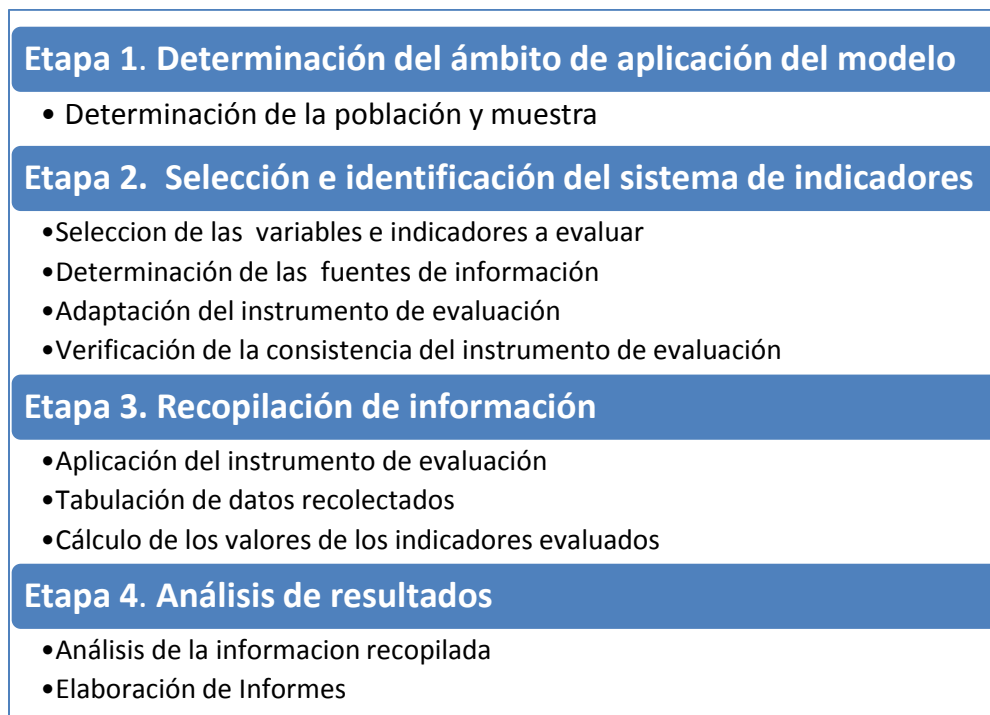 Etapa 1. Determinación del ámbito de aplicación del modelo
• Determinación de la población y muestra
Etapa 2. Selección e identificación del sistema de indicadores
•Seleccion de las variables e indicadores a evaluar
•Determinación de las fuentes de información
•Adaptación del instrumento de evaluación
•Verificación de la consistencia del instrumento de evaluación
Etapa 3. Recopilación de información
•Aplicación del instrumento de evaluación
•Tabulación de datos recolectados
•Cálculo de los valores de los indicadores evaluados
Etapa 4. Análisis de resultados
•Análisis de la informacion recopilada
•Elaboración de Informes